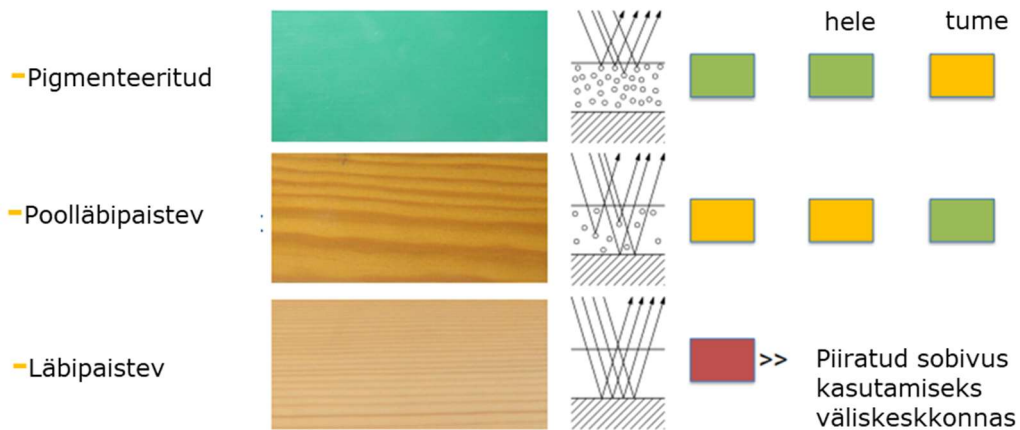 hele tume
-Pigmenteeritud
-Poolläbipaistev
:
-Läbipaistev
>> Piiratud sobivus
kasutamiseks
väliskeskkonnas